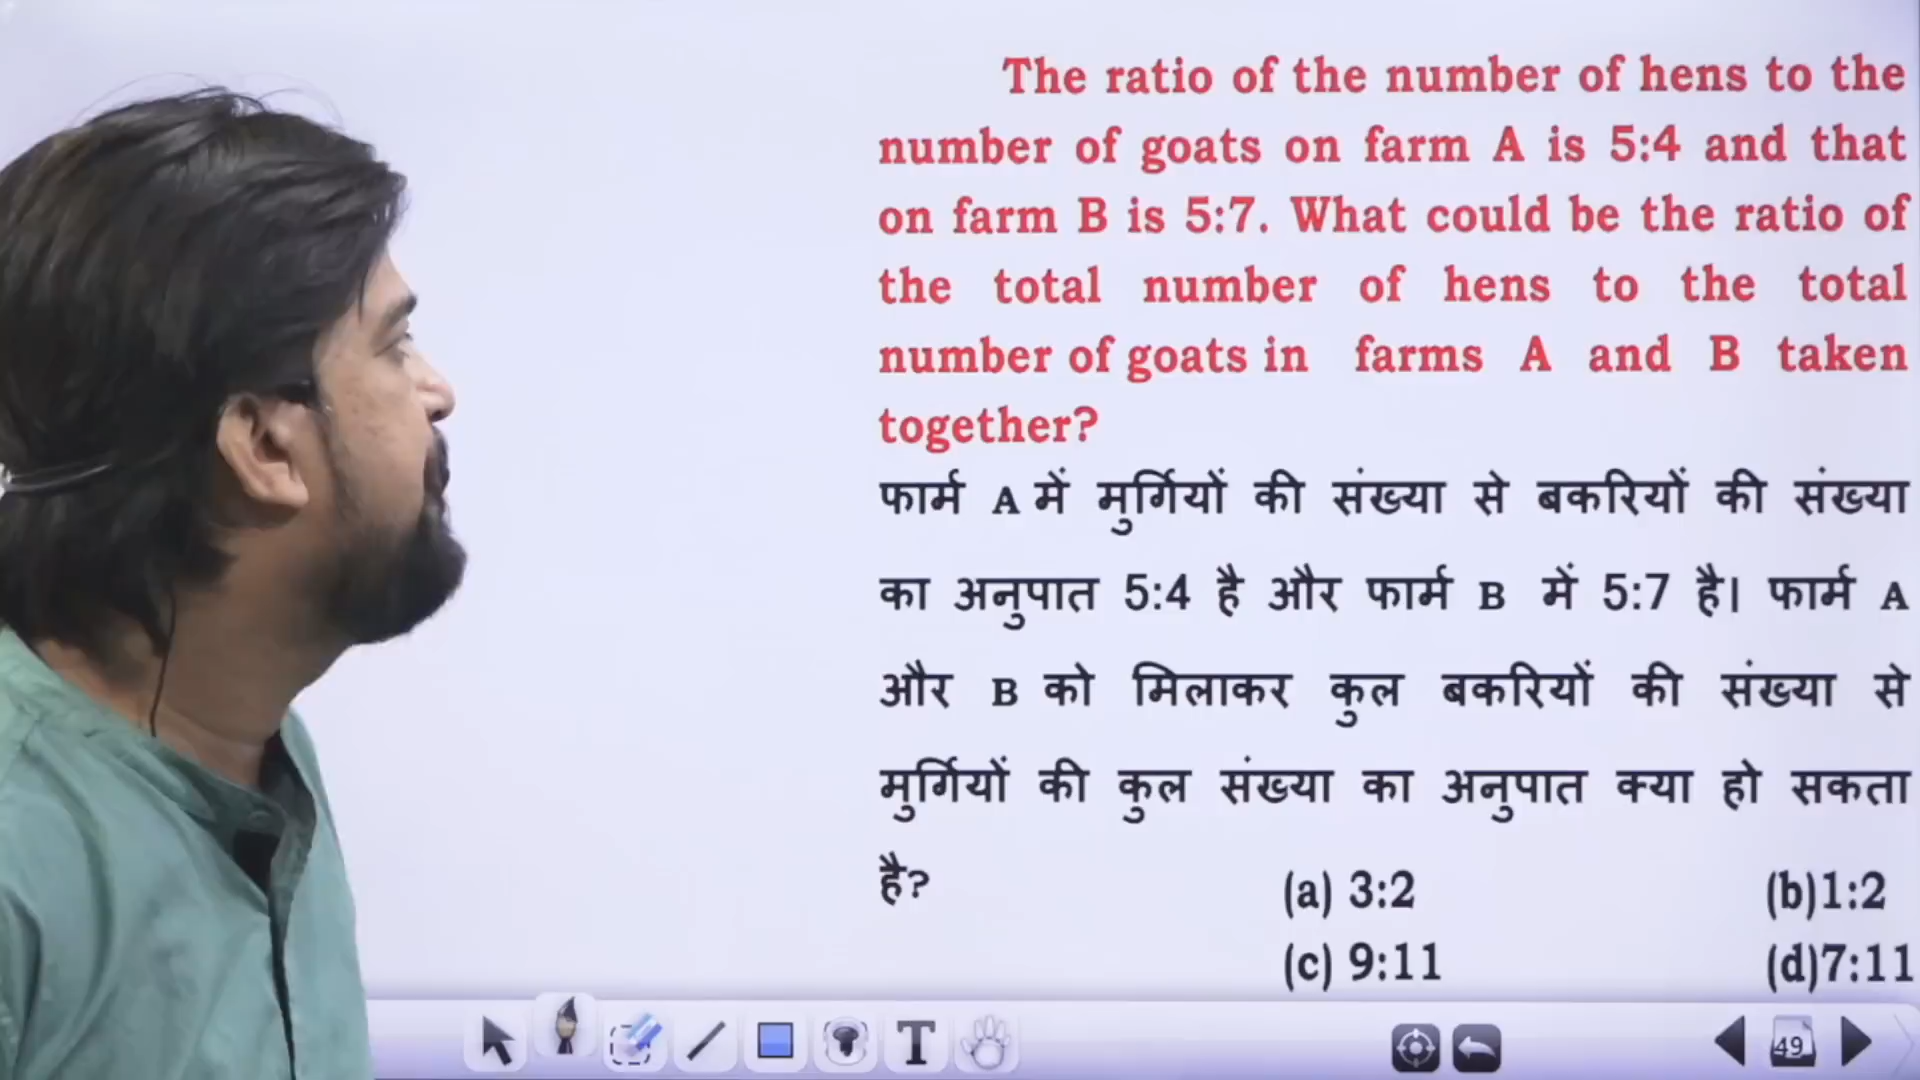 The ratio of the number of hens to the
number of goats on farm A is 5:4 and that
on farm B is 5:7. What could be the ratio of
the total number of hens to the total
number of goats in farms A and B taken
together?
फार्म A में मुर्गियों की संख्या से बकरियों की संख्या
का अनुपात 5:4 है और फार्म B में 5:7 है। फार्म A
और B को मिलाकर कुल बकरियों की संख्या से
मुर्गियों की कुल संख्या का अनुपात क्या हो सकता
है? (a) 3:2 (b)1:2
(c) 9:11 (d)7:11
T 49